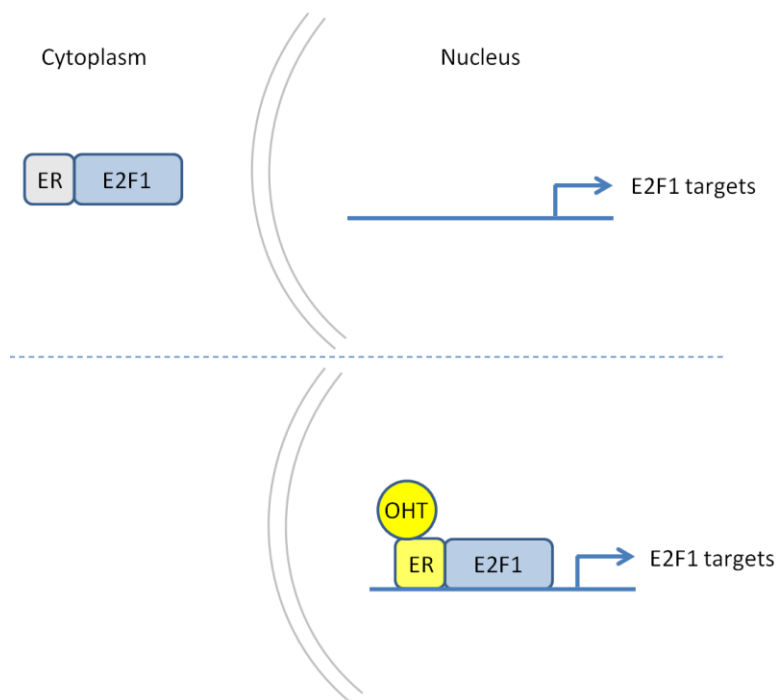 Cytoplasm
Nucleus
ER
E2F1
E2F1 targets
OHT
ER
E2F1
E2F1 targets